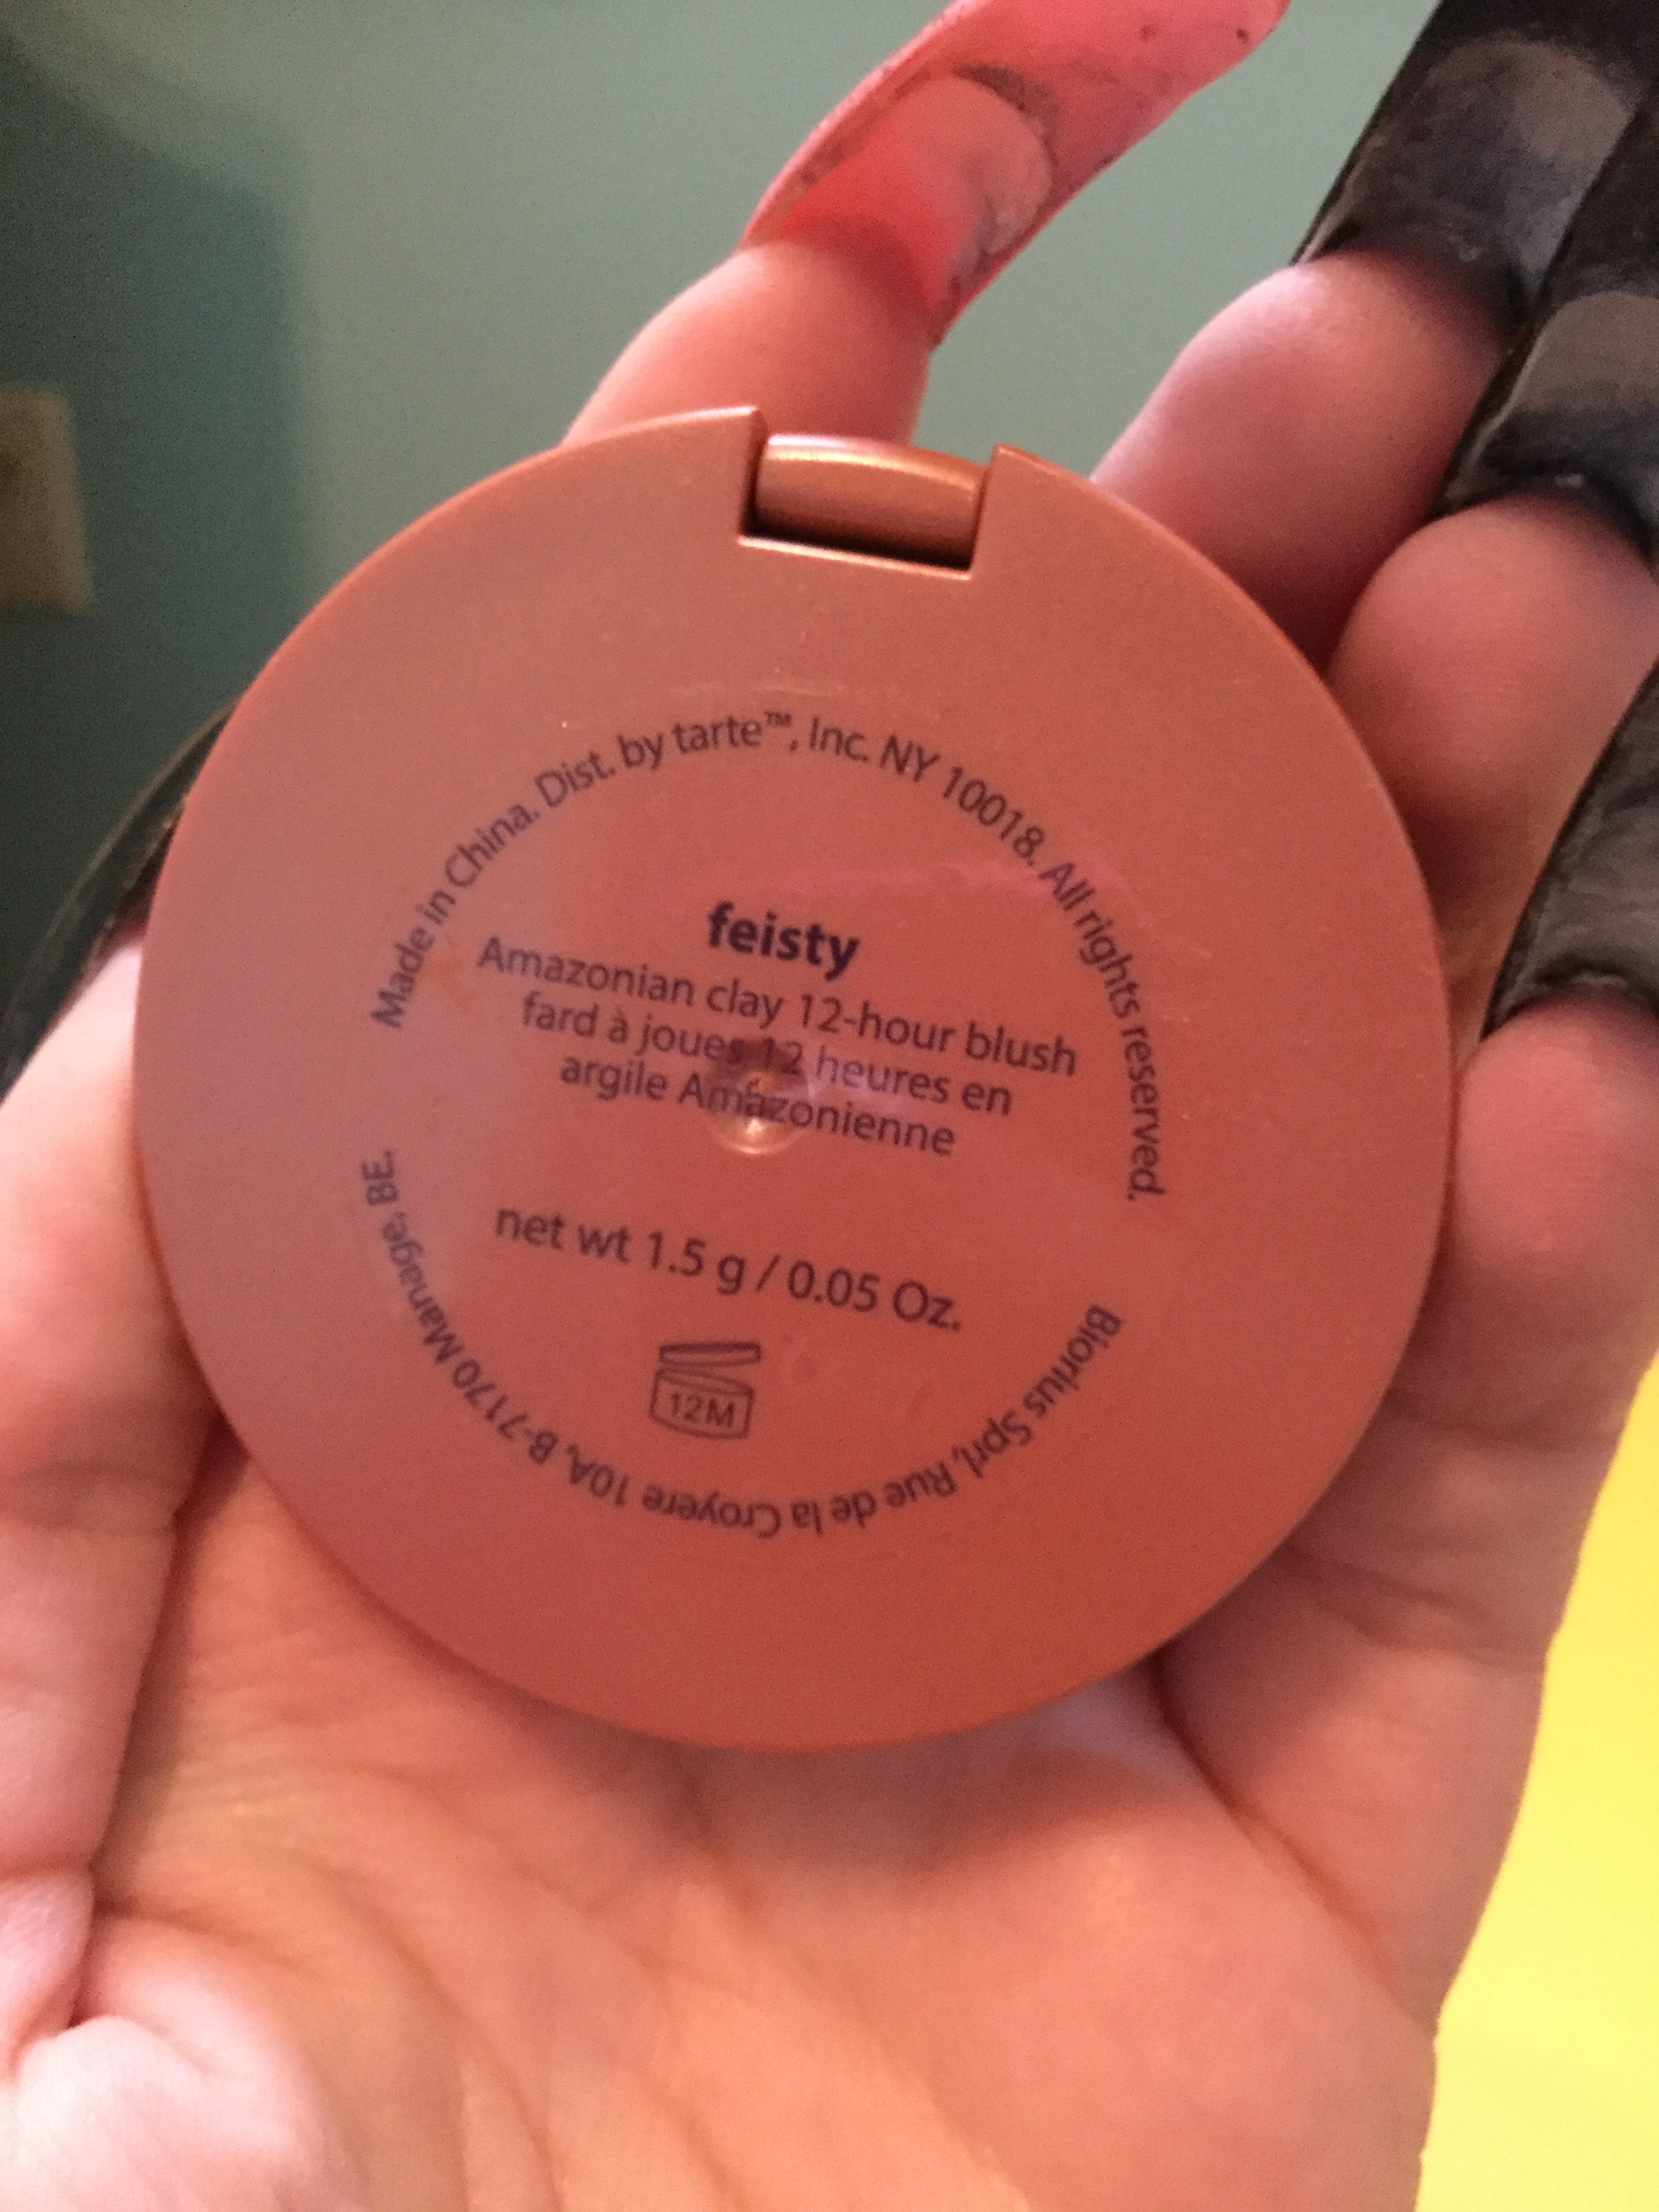 Made in China. Dist. by tarte™, Inc. NY 10018. All rights reserved.
feisty
Amazonian clay 12-hour blush
fard à joues 12 heures en
argile Amazonienne
net wt 1.5 g / 0.05 Oz.
12M
Biorius Sprl, Rue de la Croyere 10A, B-7170 Manage, BE.